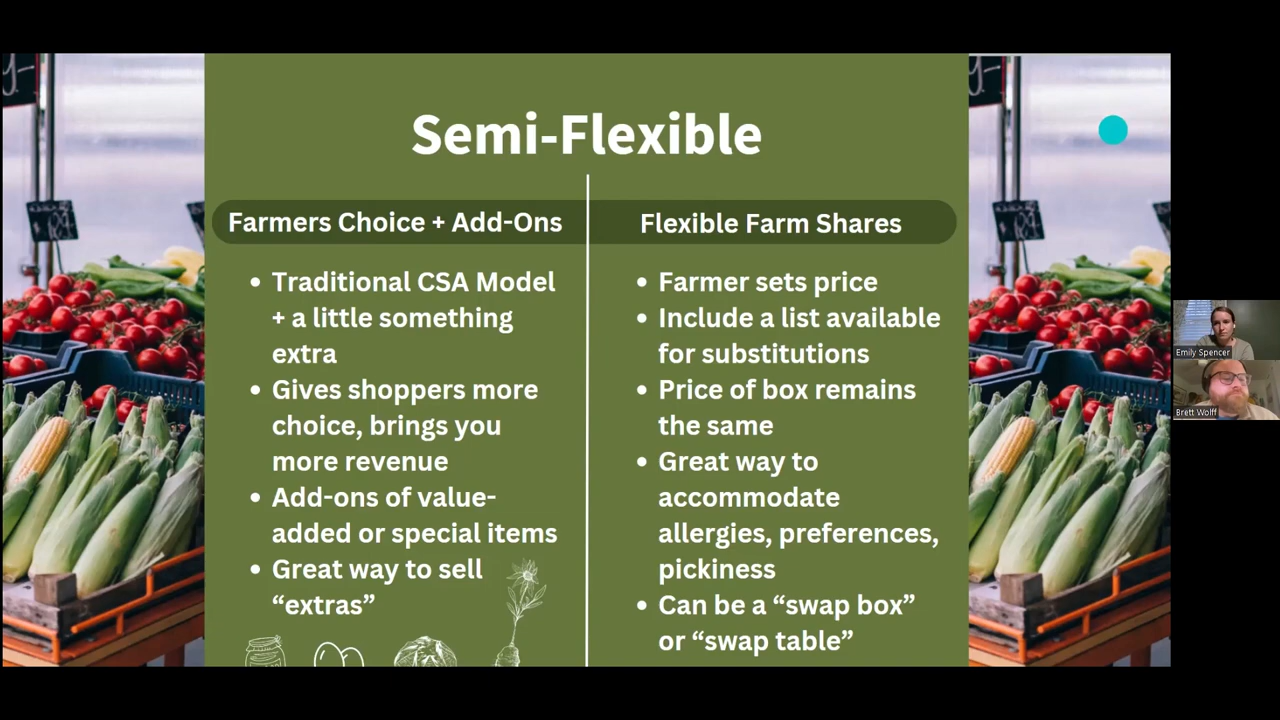 Semi-Flexible
Farmers Choice + Add-Ons
Traditional CSA Model
+ a little something
extra
Gives shoppers more
choice, brings you
more revenue
Add-ons of value-
added or special items
Great way to sell
“extras”
Flexible Farm Shares
Farmer sets price
Include a list available
for substitutions
Price of box remains
the same
Great way to
accommodate
allergies, preferences,
pickiness
Can be a “swap box”
or “swap table”
Emily Spencer
Brett Wolff